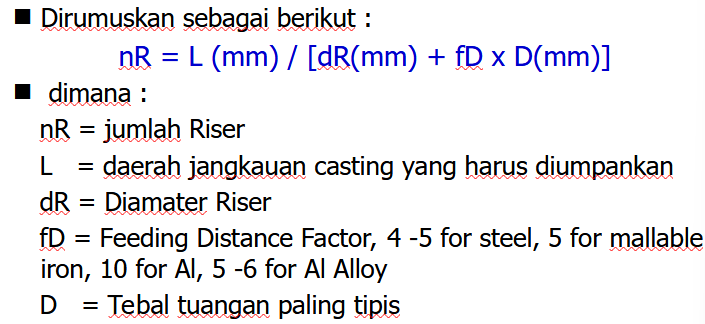 ■ Dirumuskan sebagai berikut :
nR = L (mm) / [dR(mm) + fD x D(mm)]
■ dimana :
nR = jumlah Riser
L = daerah jangkauan casting yang harus diumpankan
dR = Diamater Riser
fD = Feeding Distance Factor, 4 -5 for steel, 5 for mallable
iron, 10 for Al, 5 -6 for Al Alloy
D = Tebal tuangan paling tipis